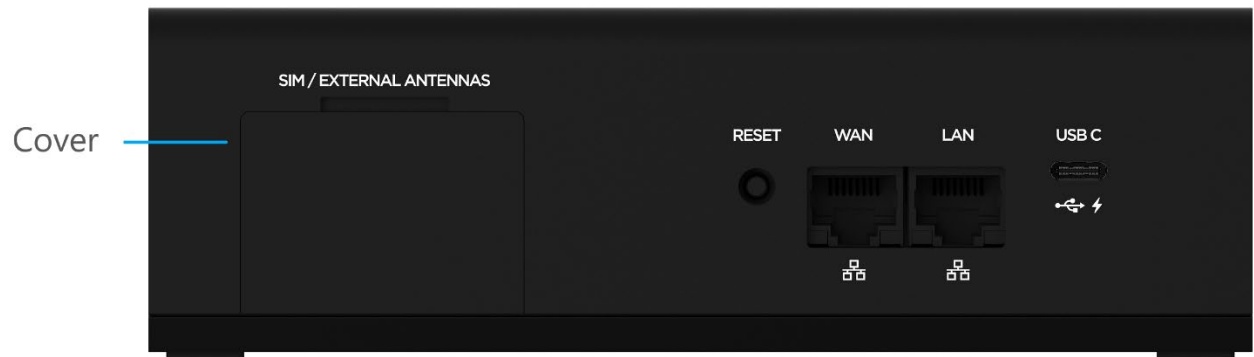 SIM / EXTERNAL ANTENNAS
Cover
RESET WAN LAN USB C